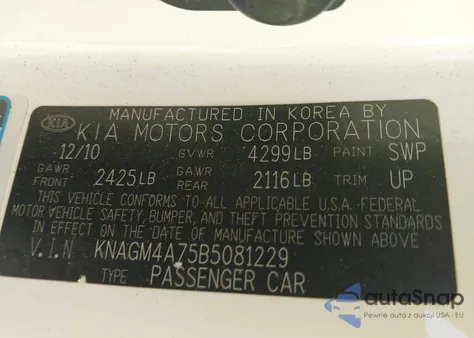 MANUFACTURED IN KOREA BY
KIA KIA MOTORS CORPORATION
12/10 GVWR 4299LB PAINT SWP
GAWR FRONT 2425LB GAWR REAR 2116LB TRIM UP
THIS VEHICLE CONFORMS TO ALL APPLICABLE U.S.A. FEDERAL
MOTOR VEHICLE SAFETY, BUMPER, AND THEFT PREVENTION STANDARDS
IN EFFECT ON THE DATE OF MANUFACTURE SHOWN ABOVE
V.I.N. KNAGM4A75B5081229
TYPE PASSENGER CAR
autoSnap
Pewne auta z aukcji USA i EU